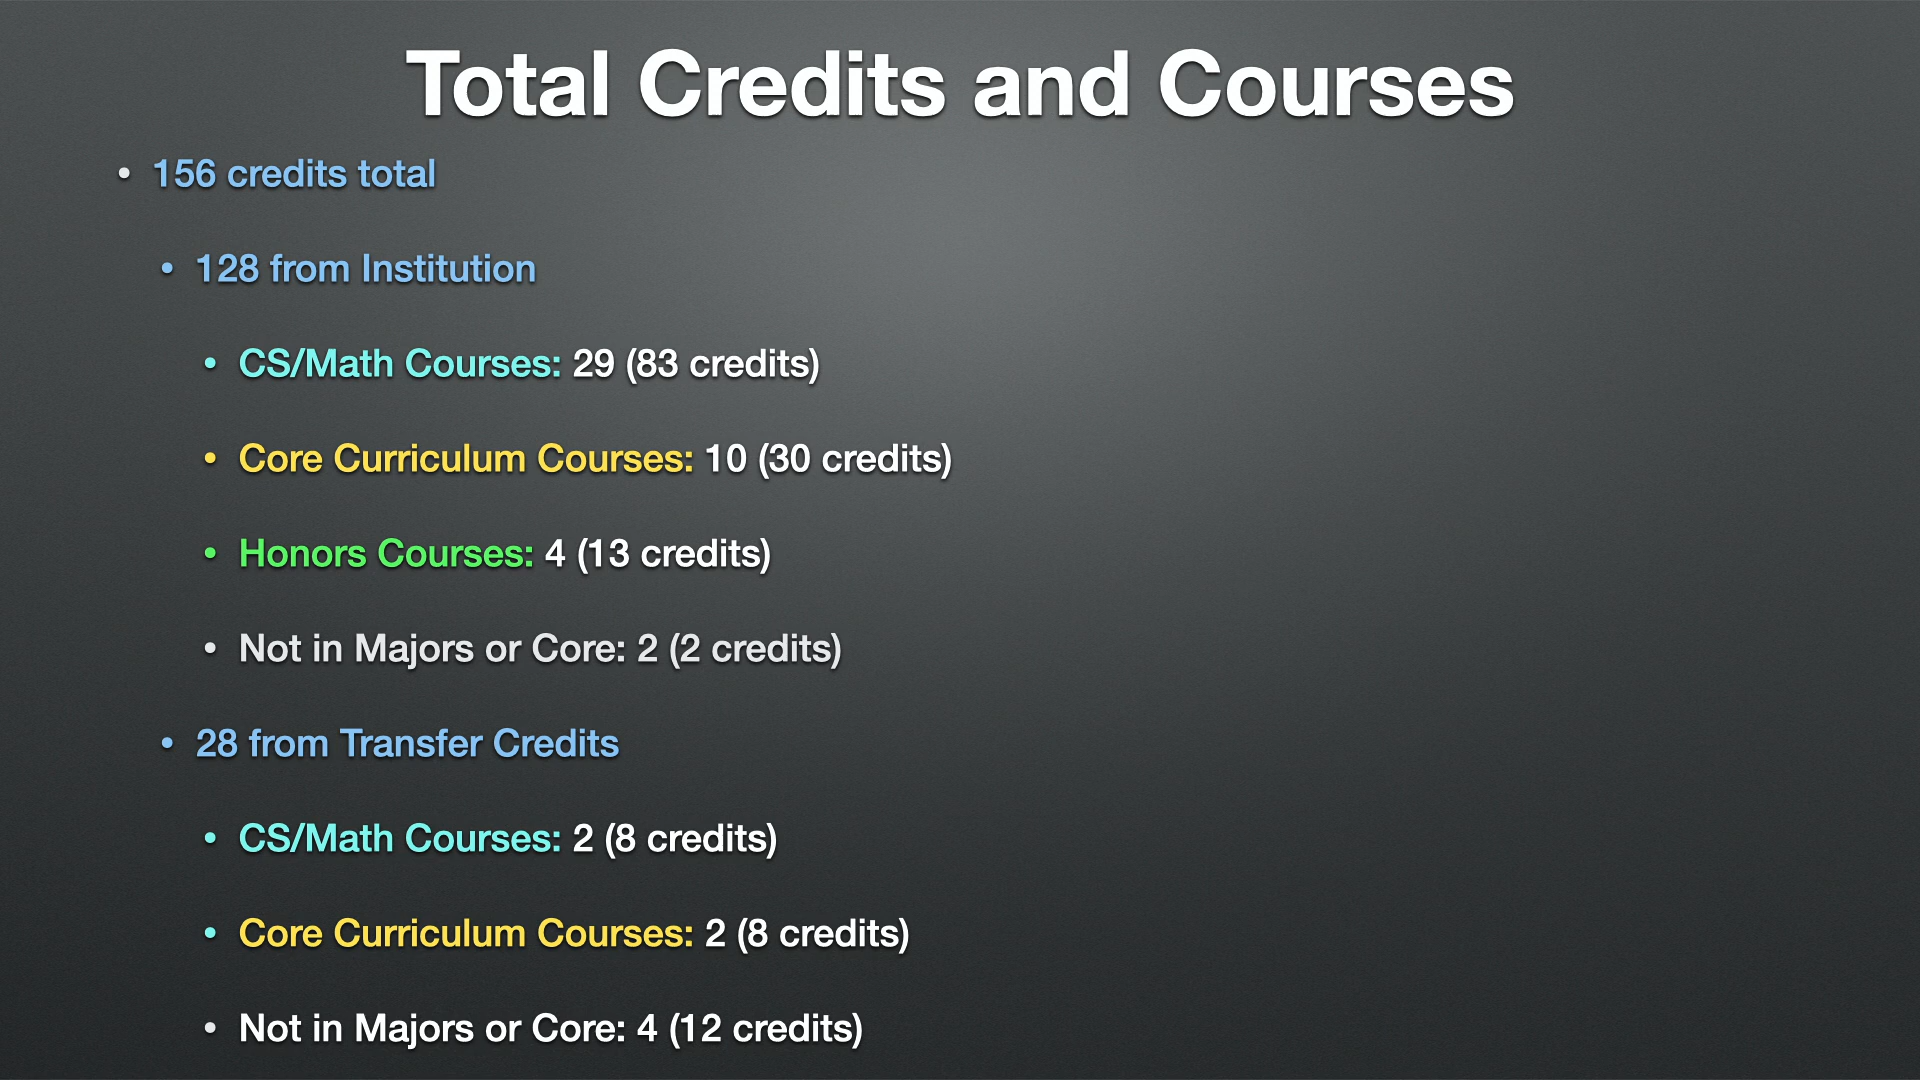 Total Credits and Courses
• 156 credits total
• 128 from Institution
• CS/Math Courses: 29 (83 credits)
• Core Curriculum Courses: 10 (30 credits)
• Honors Courses: 4 (13 credits)
• Not in Majors or Core: 2 (2 credits)
• 28 from Transfer Credits
• CS/Math Courses: 2 (8 credits)
• Core Curriculum Courses: 2 (8 credits)
• Not in Majors or Core: 4 (12 credits)